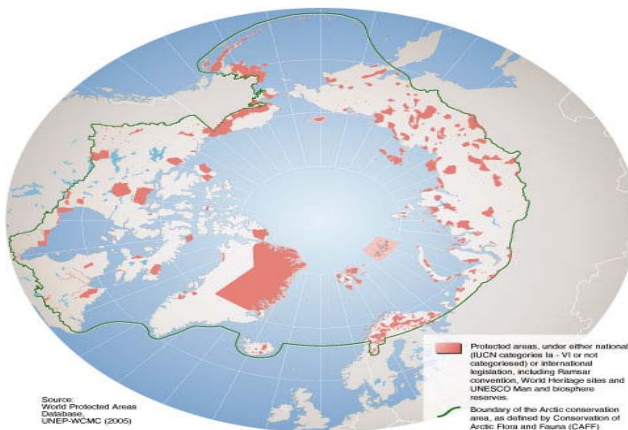 Protected areas, under either national
(IUCN categories Ia - VI or not
categoriesed) or international
legislation, including Ramsar
convention, World Heritage sites and
UNESCO Man and biosphere
reserves.
Boundary of the Arctic conservation
area, as defined by Conservation of
Arctic Flora and Fauna (CAFF)
Source:
World Protected Areas
Database,
UNEP-WCMC (2005)